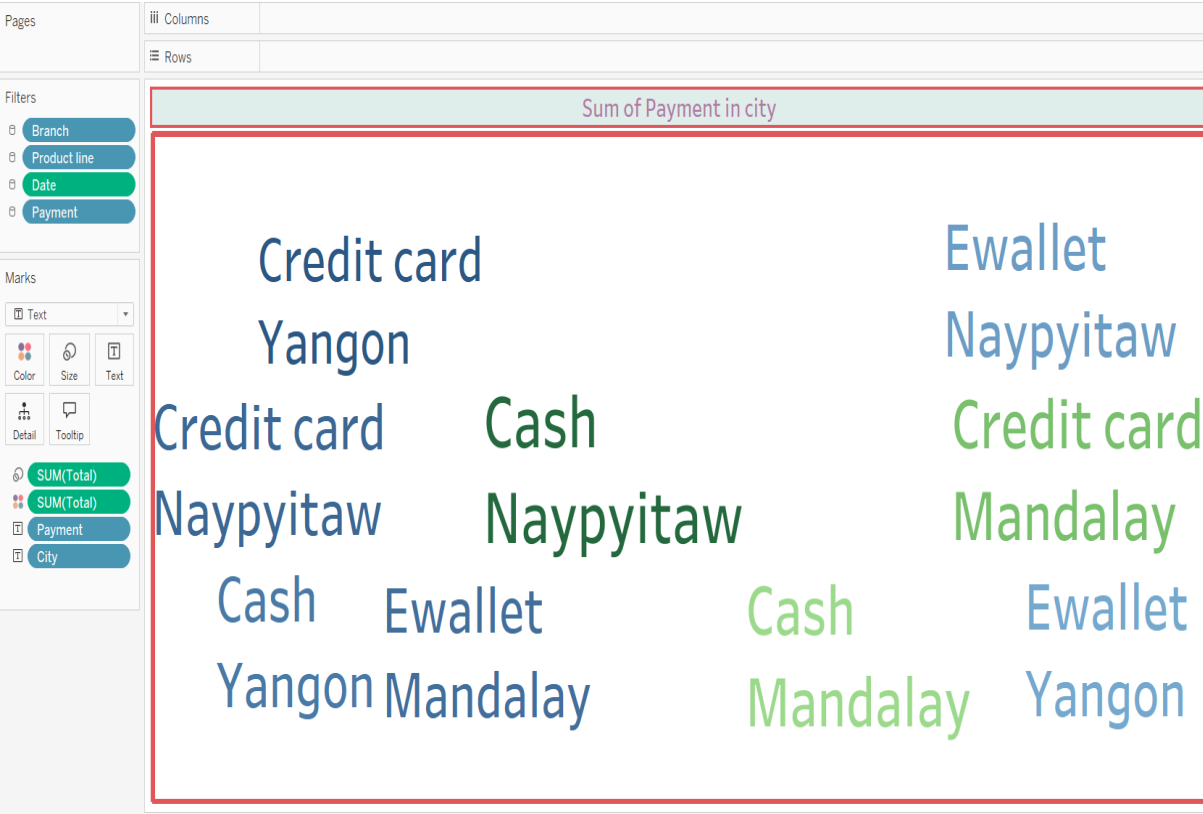 Pages
Columns
Rows
Filters
Branch
Product line
Date
Payment
Marks
Text
Color
Size
Text
Detail
Tooltip
SUM(Total)
SUM(Total)
Payment
City
Sum of Payment in city
Credit card
Yangon
Ewallet
Naypyitaw
Credit card
Naypyitaw
Cash
Naypyitaw
Credit card
Mandalay
Cash
Yangon
Ewallet
Mandalay
Cash
Mandalay
Ewallet
Yangon